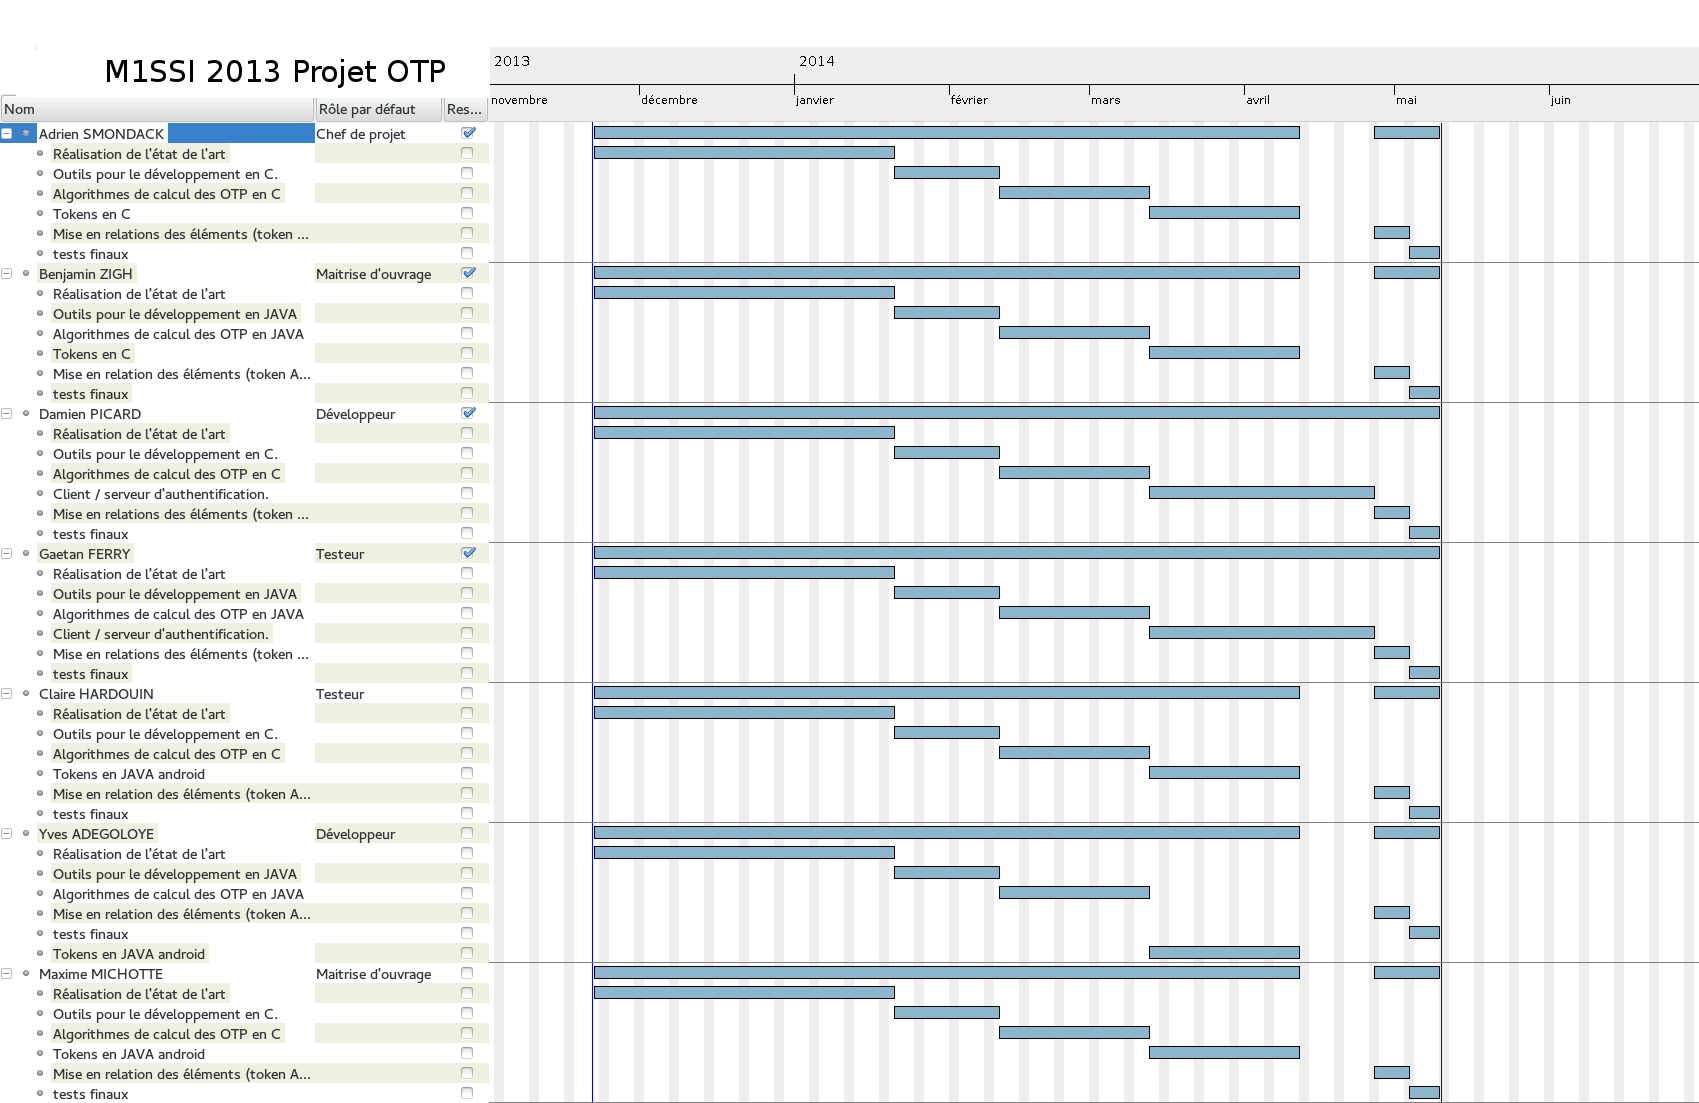 M1SSI 2013 Projet OTP
2013 2014
Nom Rôle par défaut Res... novembre décembre janvier février mars avril mai juin
Adrien SMONDACK Chef de projet
Réalisation de l'état de l'art
Outils pour le développement en C.
Algorithmes de calcul des OTP en C
Tokens en C
Mise en relations des éléments (token ...
tests finaux
Benjamin ZIGH Maitrise d'ouvrage
Réalisation de l'état de l'art
Outils pour le développement en JAVA
Algorithmes de calcul des OTP en JAVA
Tokens en C
Mise en relation des éléments (token A...
tests finaux
Damien PICARD Développeur
Réalisation de l'état de l'art
Outils pour le développement en C.
Algorithmes de calcul des OTP en C
Client / serveur d'authentification.
Mise en relations des éléments (token ...
tests finaux
Gaetan FERRY Testeur
Réalisation de l'état de l'art
Outils pour le développement en JAVA
Algorithmes de calcul des OTP en JAVA
Client / serveur d'authentification.
Mise en relations des éléments (token ...
tests finaux
Claire HARDOUIN Testeur
Réalisation de l'état de l'art
Outils pour le développement en C.
Algorithmes de calcul des OTP en C
Tokens en JAVA android
Mise en relation des éléments (token A...
tests finaux
Yves ADEGOLOYE Développeur
Réalisation de l'état de l'art
Outils pour le développement en JAVA
Algorithmes de calcul des OTP en JAVA
Mise en relation des éléments (token A...
tests finaux
Tokens en JAVA android
Maxime MICHOTTE Maitrise d'ouvrage
Réalisation de l'état de l'art
Outils pour le développement en C.
Algorithmes de calcul des OTP en C
Tokens en JAVA android
Mise en relation des éléments (token A...
tests finaux